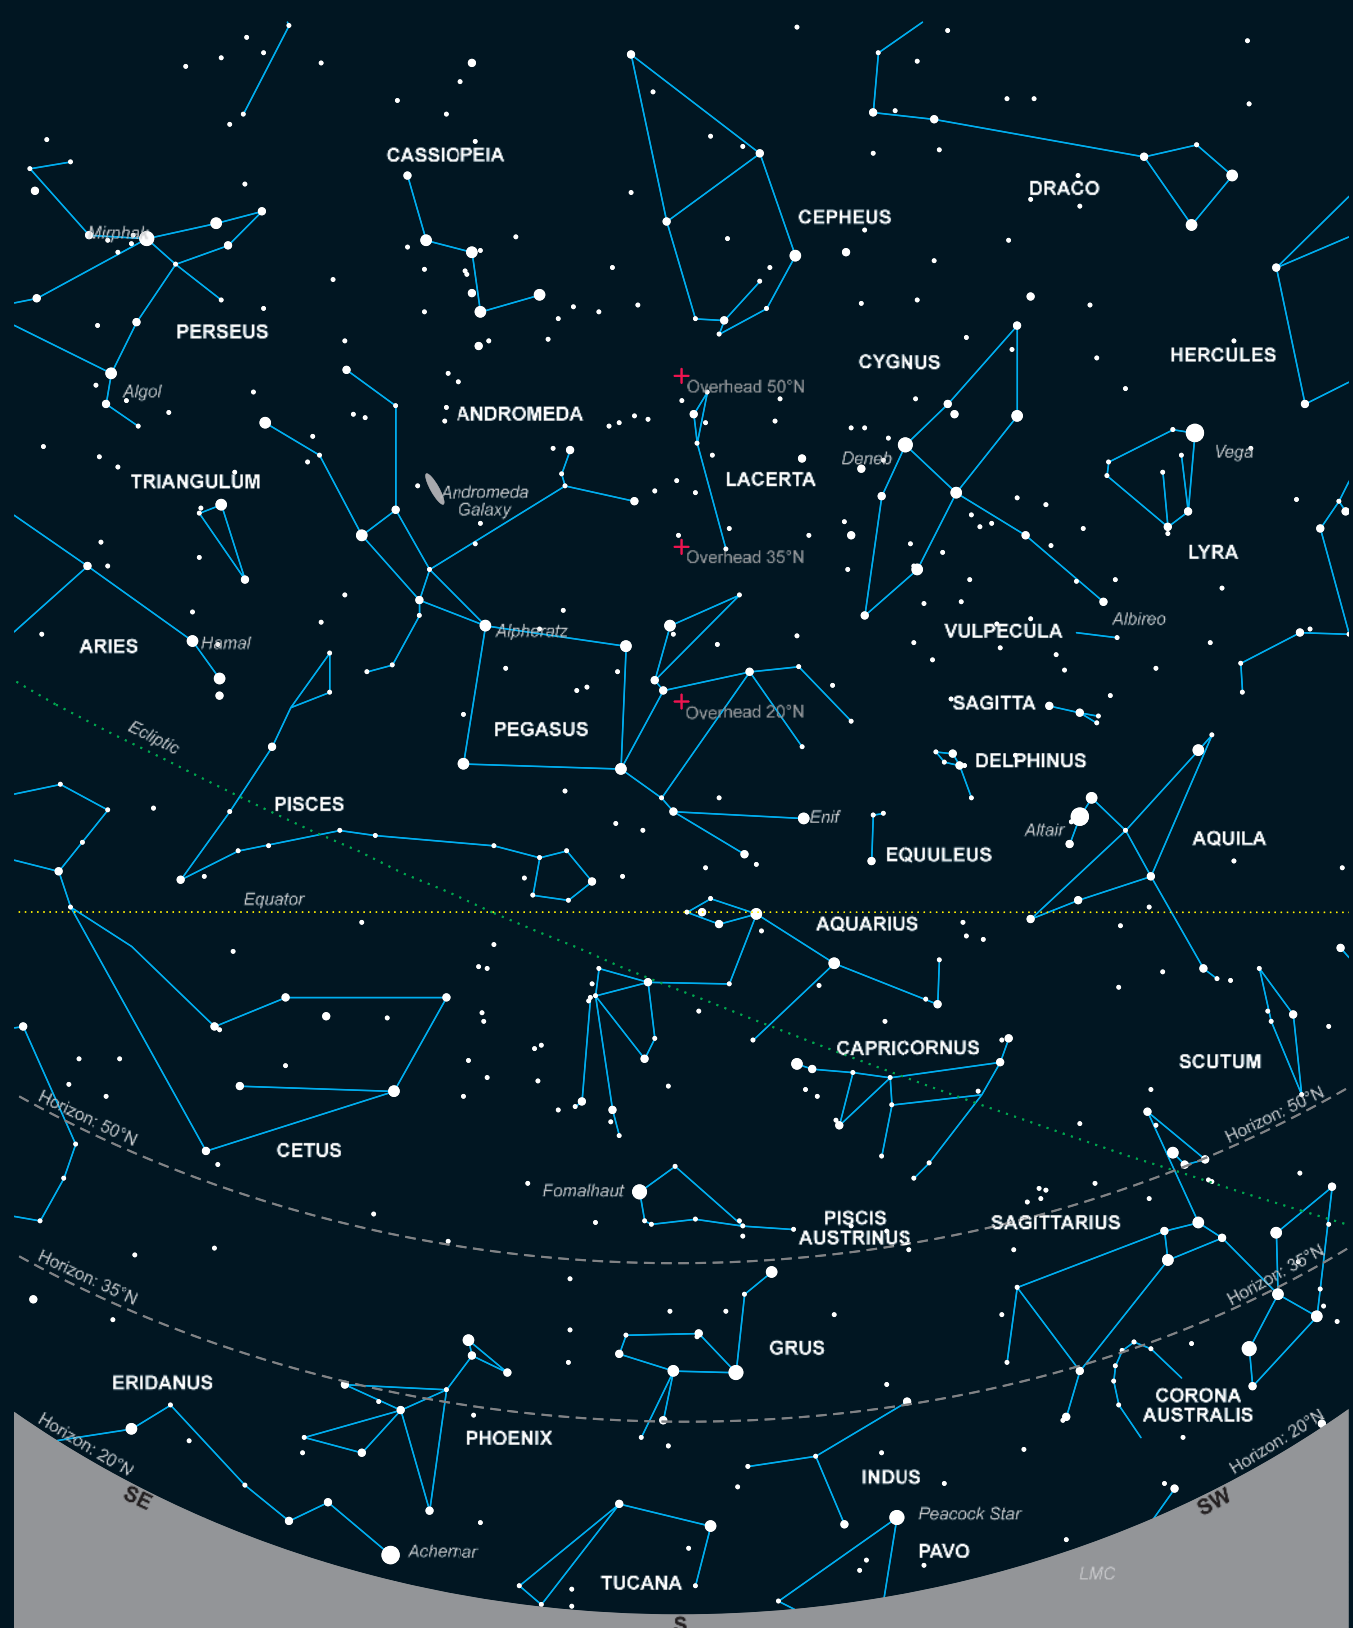 CASSIOPEIA
DRACO
CEPHEUS
Mirphak
PERSEUS
HERCULES
CYGNUS
Overhead 50°N
Algol
ANDROMEDA
Vega
Deneb
TRIANGULUM
LACERTA
Andromeda
Galaxy
LYRA
Overhead 35°N
Albireo
ARIES
Hamal
Alpheratz
VULPECULA
SAGITTA
Overhead 20°N
Ecliptic
PEGASUS
DELPHINUS
PISCES
Enif
Altair
AQUILA
EQUULEUS
Equator
AQUARIUS
CAPRICORNUS
SCUTUM
Horizon: 50°N
Horizon: 50°N
CETUS
Fomalhaut
PISCIS
AUSTRINUS
SAGITTARIUS
Horizon: 35°N
Horizon: 35°N
GRUS
ERIDANUS
CORONA
AUSTRALIS
Horizon: 20°N
Horizon: 20°N
PHOENIX
INDUS
SE
SW
Peacock Star
Achernar
PAVO
LMC
TUCANA
S